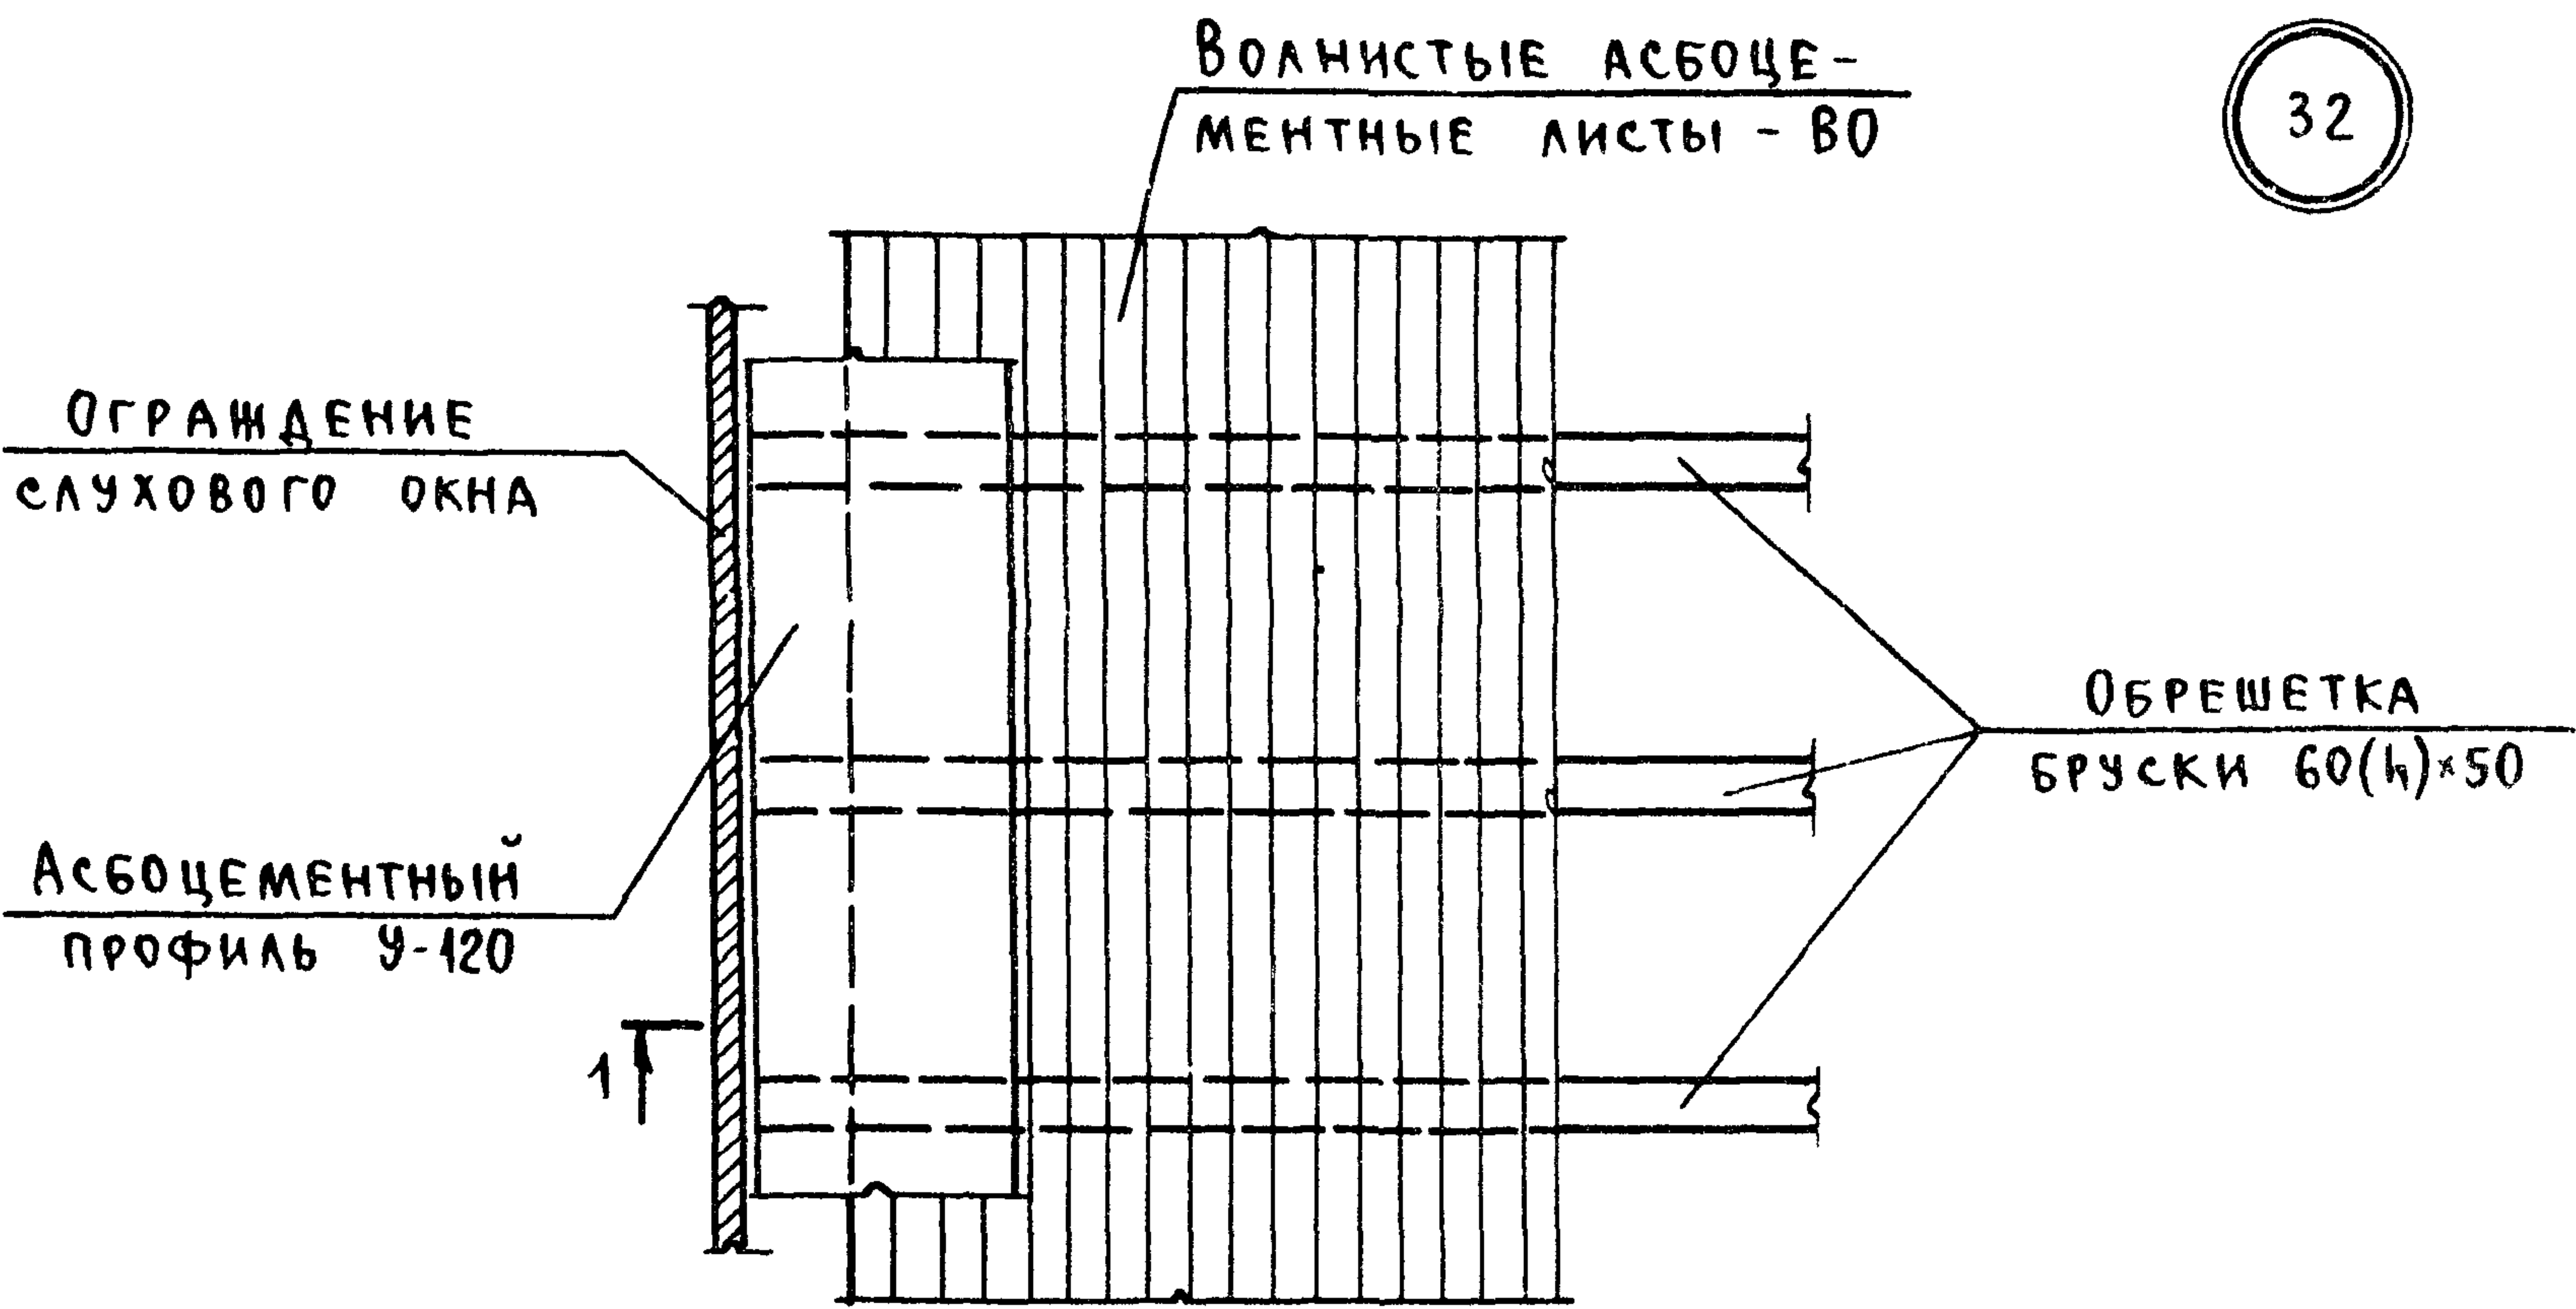 Волнистые асбоце-
ментные листы - ВО
32
Ограждение
слухового окна
Обрешетка
бруски 60(h)×50
Асбоцементный
профиль У-120
1